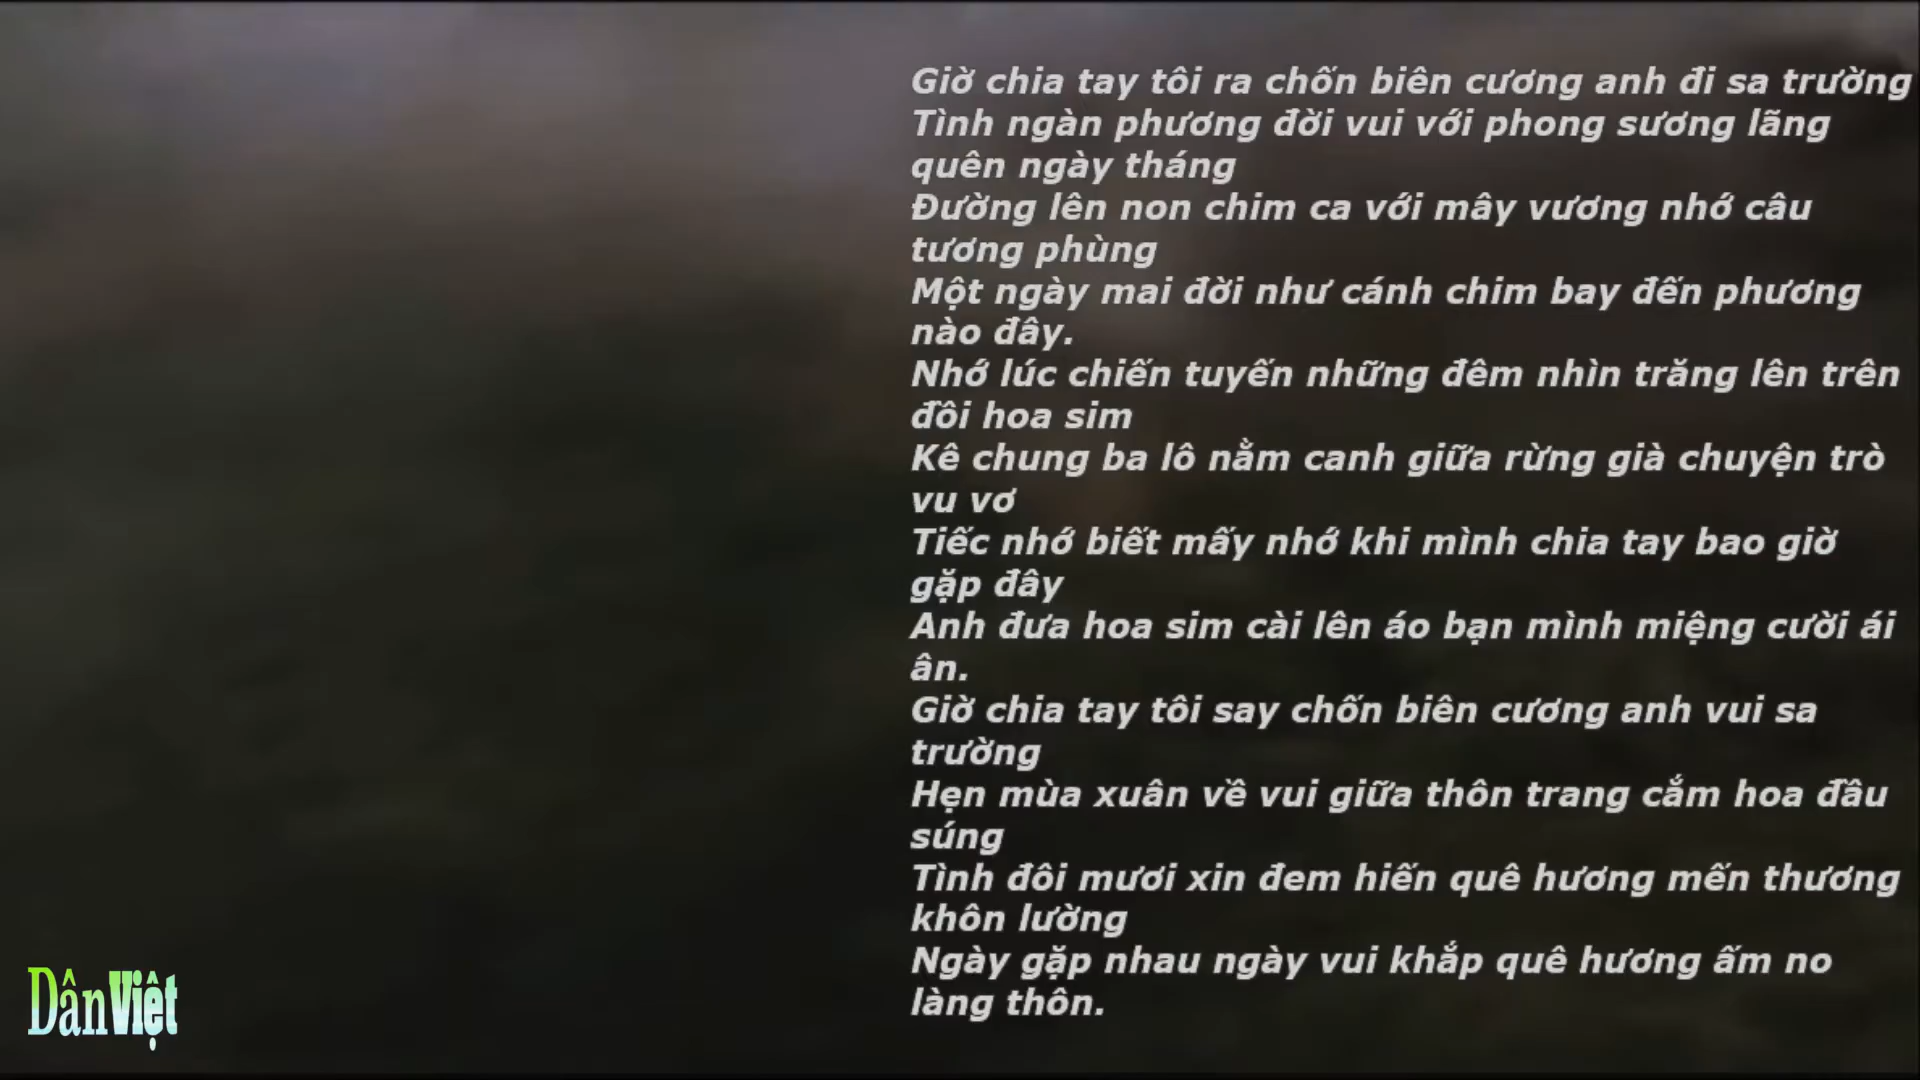 Giờ chia tay tôi ra chốn biên cương anh đi sa trường
Tình ngàn phương đời vui với phong sương lãng
quên ngày tháng
Đường lên non chim ca với mây vương nhớ câu
tương phùng
Một ngày mai đời như cánh chim bay đến phương
nào đây.
Nhớ lúc chiến tuyến những đêm nhìn trăng lên trên
đồi hoa sim
Kê chung ba lô nằm canh giữa rừng già chuyện trò
vu vơ
Tiếc nhớ biết mấy nhớ khi mình chia tay bao giờ
gặp đây
Anh đưa hoa sim cài lên áo bạn mình miệng cười ái
ân.
Giờ chia tay tôi say chốn biên cương anh vui sa
trường
Hẹn mùa xuân về vui giữa thôn trang cắm hoa đầu
súng
Tình đôi mươi xin đem hiến quê hương mến thương
khôn lường
Ngày gặp nhau ngày vui khắp quê hương ấm no
làng thôn.
DânViệt